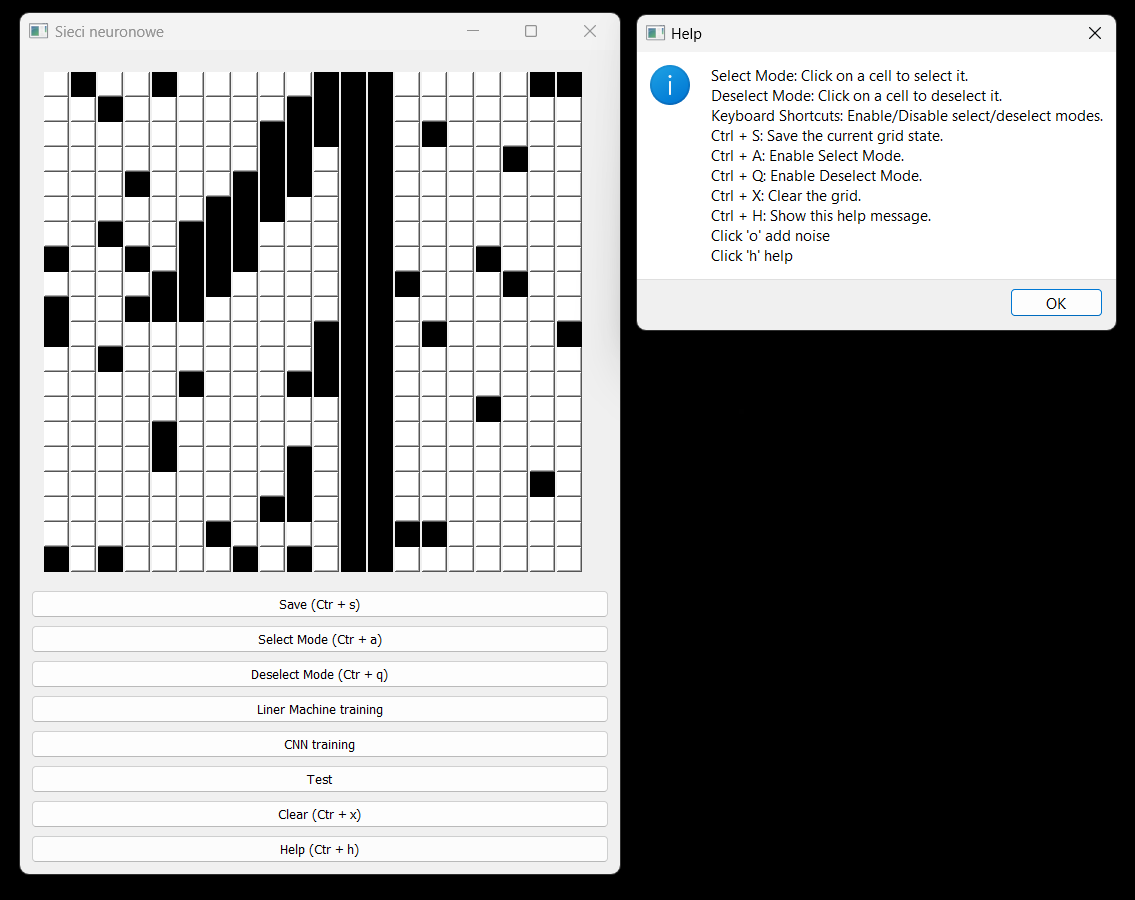 Sieci neuronowe
Save (Ctr + s)
Select Mode (Ctr + a)
Deselect Mode (Ctr + q)
Liner Machine training
CNN training
Test
Clear (Ctr + x)
Help (Ctr + h)
Help
Select Mode: Click on a cell to select it.
Deselect Mode: Click on a cell to deselect it.
Keyboard Shortcuts: Enable/Disable select/deselect modes.
Ctrl + S: Save the current grid state.
Ctrl + A: Enable Select Mode.
Ctrl + Q: Enable Deselect Mode.
Ctrl + X: Clear the grid.
Ctrl + H: Show this help message.
Click 'o' add noise
Click 'h' help
OK